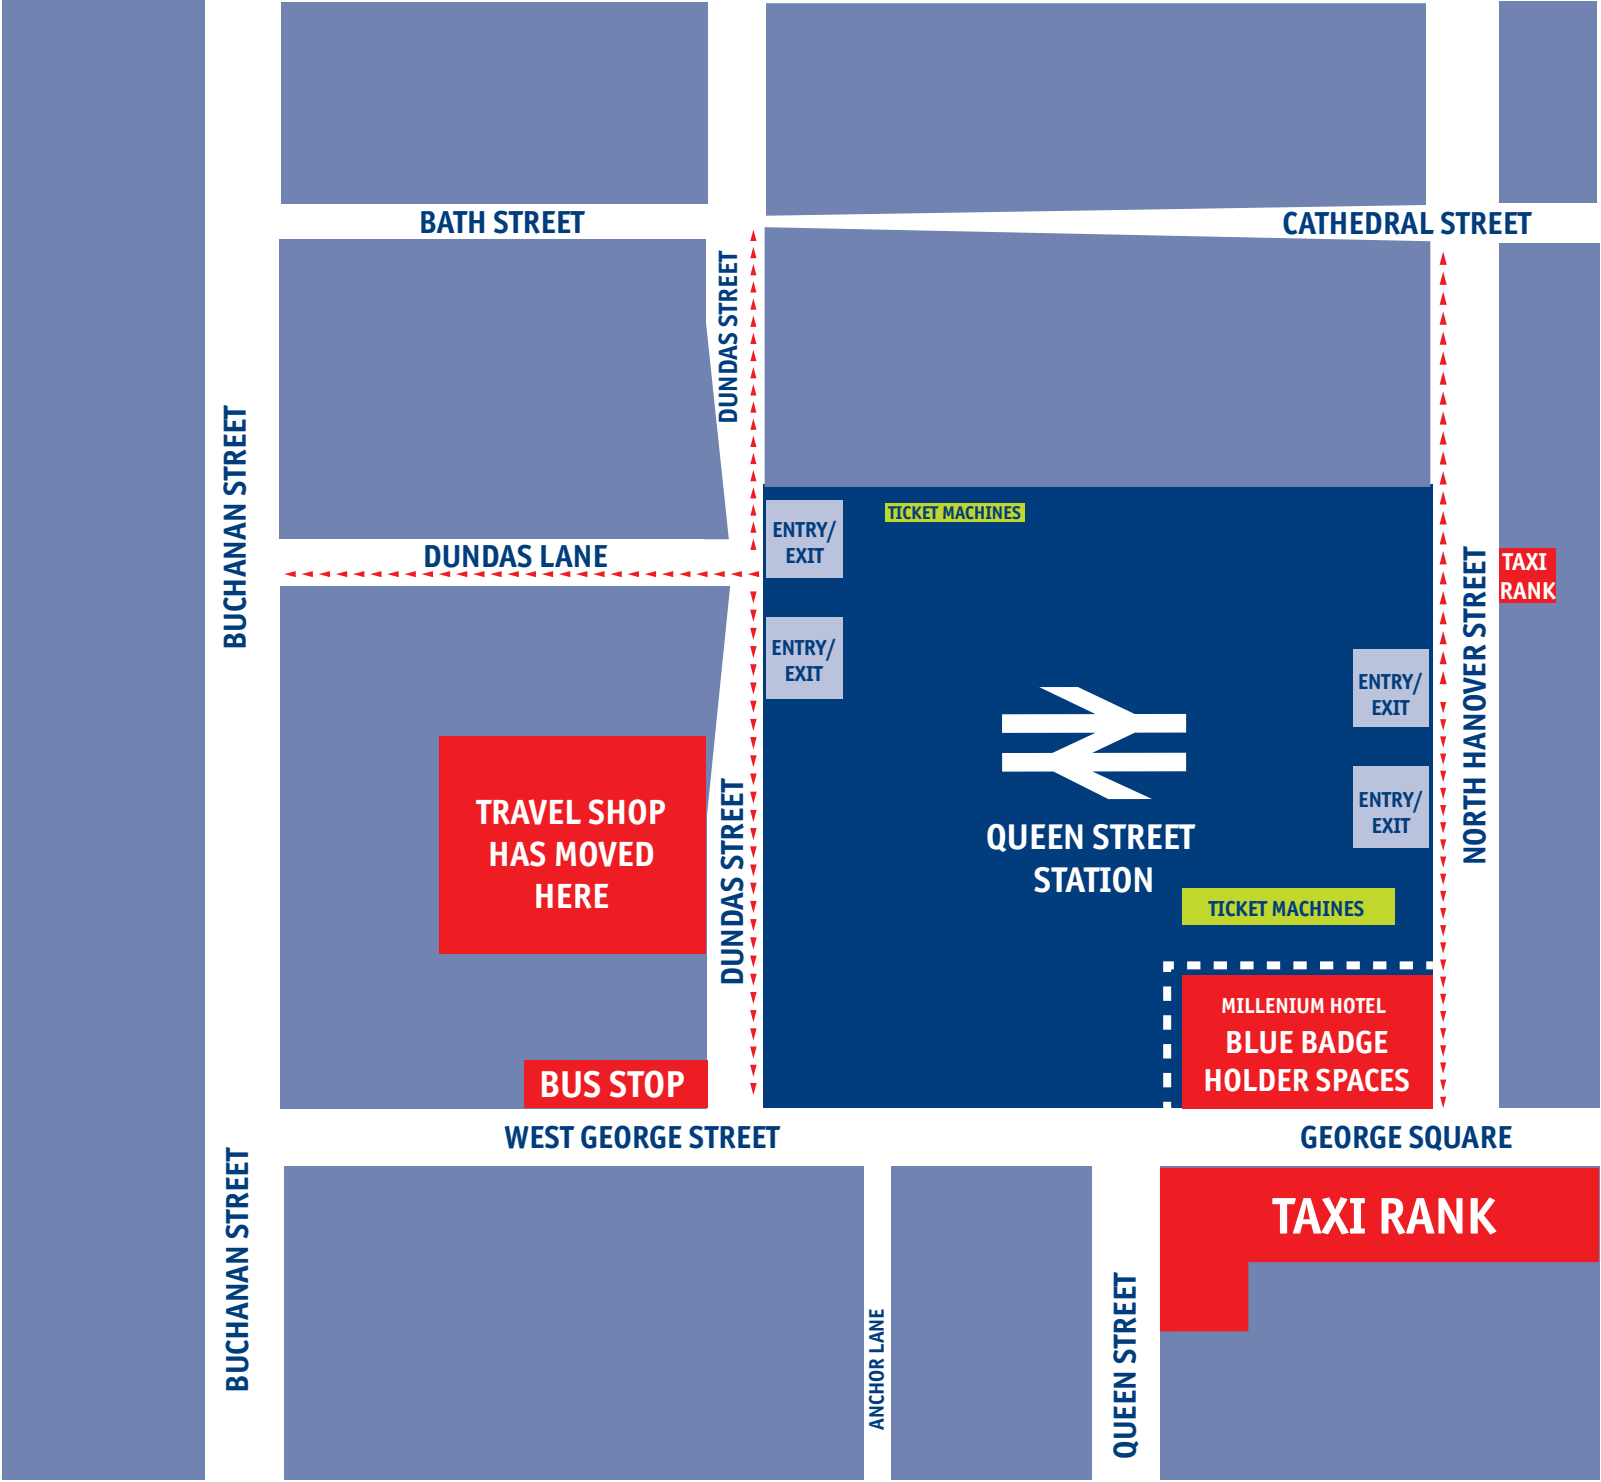 BATH STREET
CATHEDRAL STREET
DUNDAS STREET
BUCHANAN STREET
TICKET MACHINES
ENTRY/
EXIT
DUNDAS LANE
TAXI
RANK
NORTH HANOVER STREET
ENTRY/
EXIT
ENTRY/
EXIT
ENTRY/
EXIT
TRAVEL SHOP
HAS MOVED
HERE
DUNDAS STREET
QUEEN STREET
STATION
TICKET MACHINES
MILLENIUM HOTEL
BLUE BADGE
HOLDER SPACES
BUS STOP
WEST GEORGE STREET
GEORGE SQUARE
BUCHANAN STREET
TAXI RANK
ANCHOR LANE
QUEEN STREET